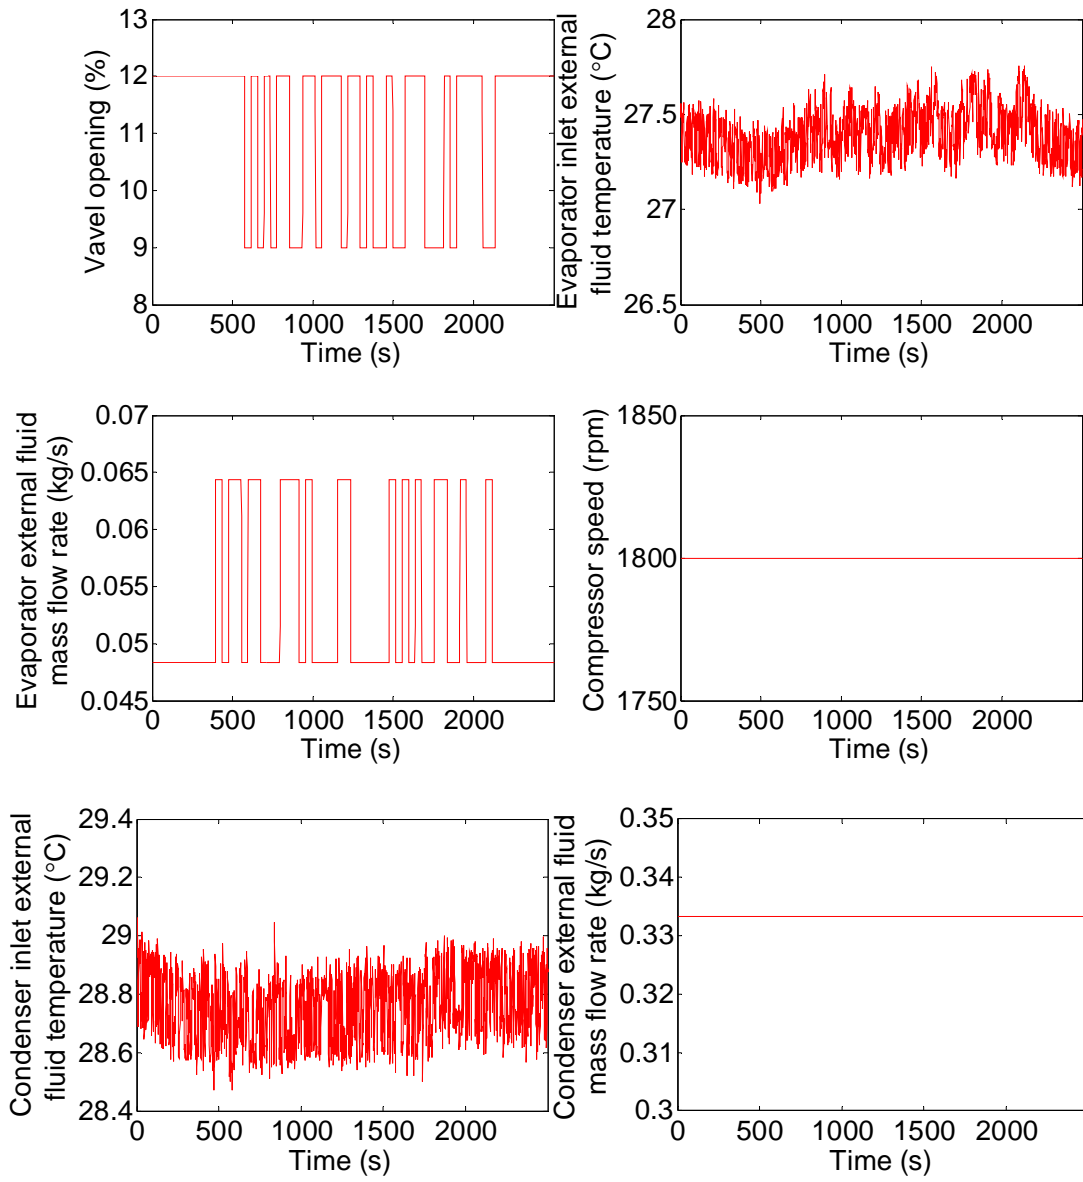 Vavel opening (%)
13
12
11
10
9
8
0 500 1000 1500 2000
Time (s)
Evaporator inlet external
fluid temperature (°C)
28
27.5
27
26.5
0 500 1000 1500 2000
Time (s)
Evaporator external fluid
mass flow rate (kg/s)
0.07
0.065
0.06
0.055
0.05
0.045
0 500 1000 1500 2000
Time (s)
Compressor speed (rpm)
1850
1800
1750
0 500 1000 1500 2000
Time (s)
Condenser inlet external
fluid temperature (°C)
29.4
29.2
29
28.8
28.6
28.4
0 500 1000 1500 2000
Time (s)
Condenser external fluid
mass flow rate (kg/s)
0.35
0.34
0.33
0.32
0.31
0.3
0 500 1000 1500 2000
Time (s)